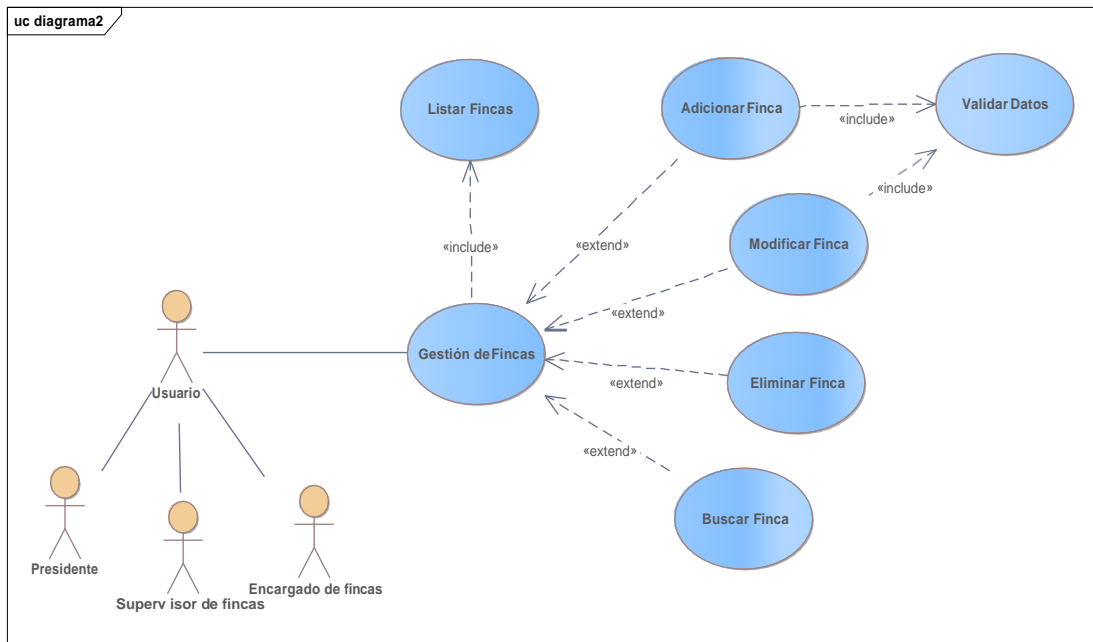 uc diagrama2
Listar Fincas
Adicionar Finca
Validar Datos
«include»
«include»
Modificar Finca
«include»
«extend»
«extend»
Gestión de Fincas
Eliminar Finca
«extend»
Usuario
«extend»
Buscar Finca
Presidente
Superv isor de fincas
Encargado de fincas